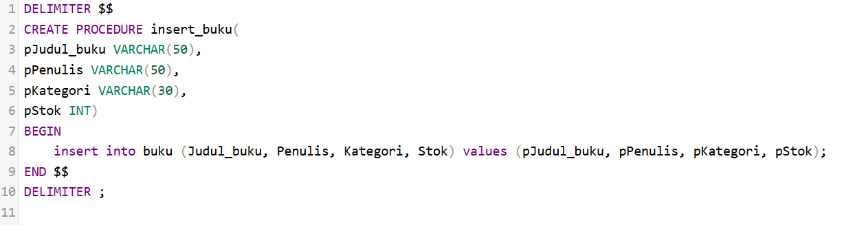 1 DELIMITER $$
2 CREATE PROCEDURE insert_buku(
3 pJudul_buku VARCHAR(50),
4 pPenulis VARCHAR(50),
5 pKategori VARCHAR(30),
6 pStok INT)
7 BEGIN
8     insert into buku (Judul_buku, Penulis, Kategori, Stok) values (pJudul_buku, pPenulis, pKategori, pStok);
9 END $$
10 DELIMITER ;
11